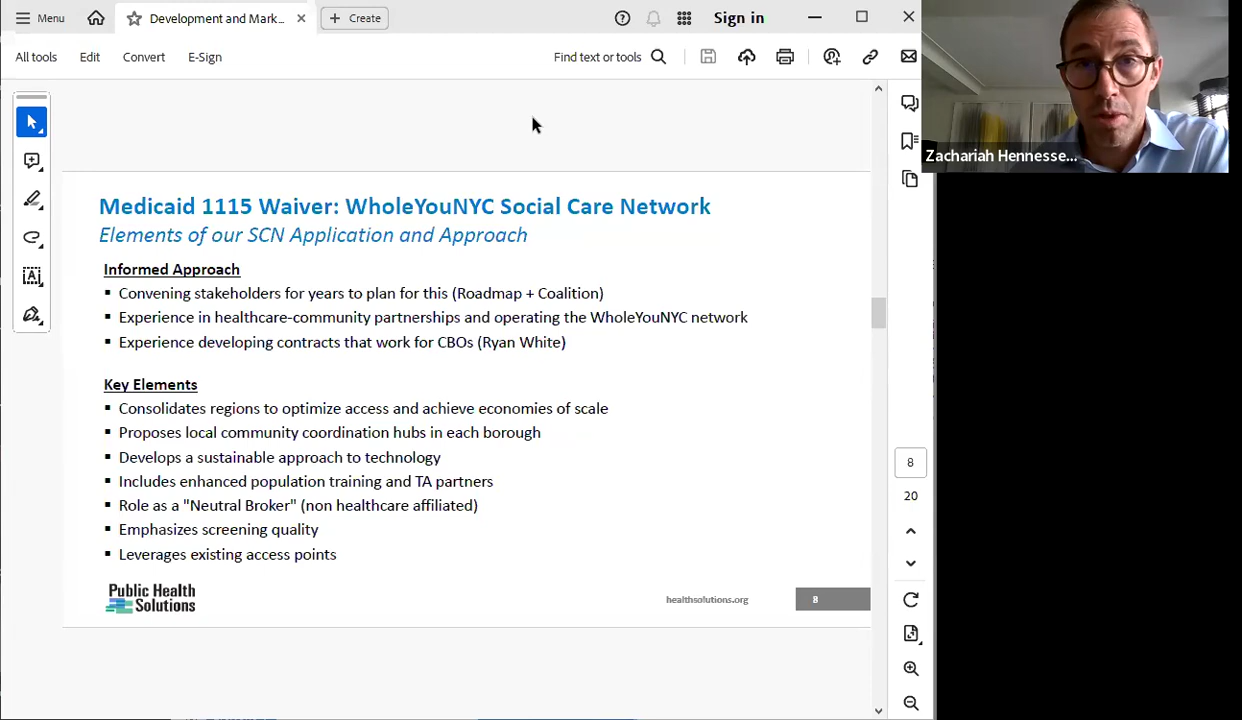 Menu
Development and Mark...
Create
Sign in
All tools
Edit
Convert
E-Sign
Find text or tools
Zachariah Hennesse...
Medicaid 1115 Waiver: WholeYouNYC Social Care Network
Elements of our SCN Application and Approach
Informed Approach
▪ Convening stakeholders for years to plan for this (Roadmap + Coalition)
▪ Experience in healthcare-community partnerships and operating the WholeYouNYC network
▪ Experience developing contracts that work for CBOs (Ryan White)
Key Elements
▪ Consolidates regions to optimize access and achieve economies of scale
▪ Proposes local community coordination hubs in each borough
▪ Develops a sustainable approach to technology
▪ Includes enhanced population training and TA partners
▪ Role as a "Neutral Broker" (non healthcare affiliated)
▪ Emphasizes screening quality
▪ Leverages existing access points
Public Health
Solutions
healthsolutions.org
8
8
20